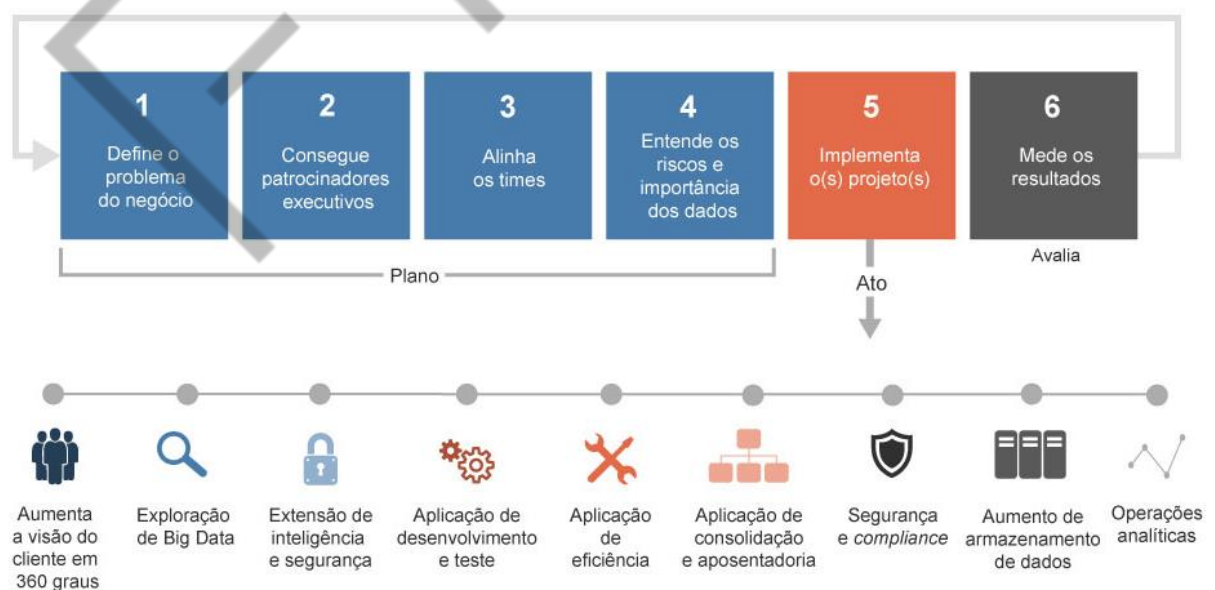 1
Define o
problema
do negócio
2
Consegue
patrocinadores
executivos
3
Alinha
os times
4
Entende os
riscos e
importância
dos dados
5
Implementa
o(s) projeto(s)
6
Mede os
resultados
Plano
Ato
Avalia
Aumenta
a visão do
cliente em
360 graus
Exploração
de Big Data
Extensão de
inteligência
e segurança
Aplicação de
desenvolvimento
e teste
Aplicação
de
eficiência
Aplicação de
consolidação
e aposentadoria
Segurança
e compliance
Aumento de
armazenamento
de dados
Operações
analíticas